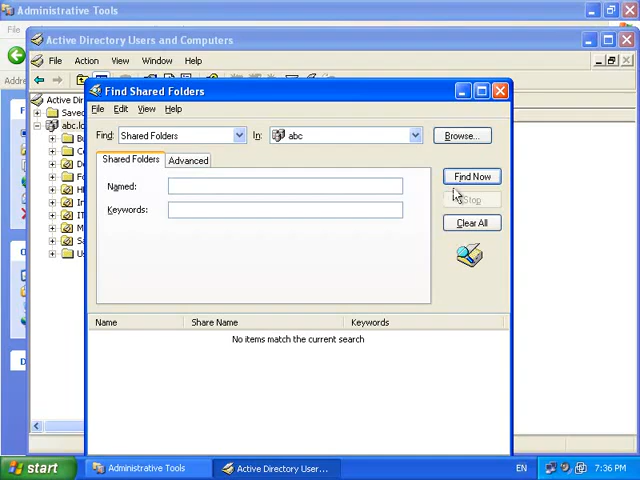 Administrative Tools
Active Directory Users and Computers
File Action View Window Help
Find Shared Folders
File Edit View Help
Find: Shared Folders In: abc Browse...
Shared Folders Advanced
Named:
Keywords:
Find Now
Stop
Clear All
Name Share Name Keywords
No items match the current search
Active Dire
Saved
abc.lo
start Administrative Tools Active Directory User... EN 7:36 PM